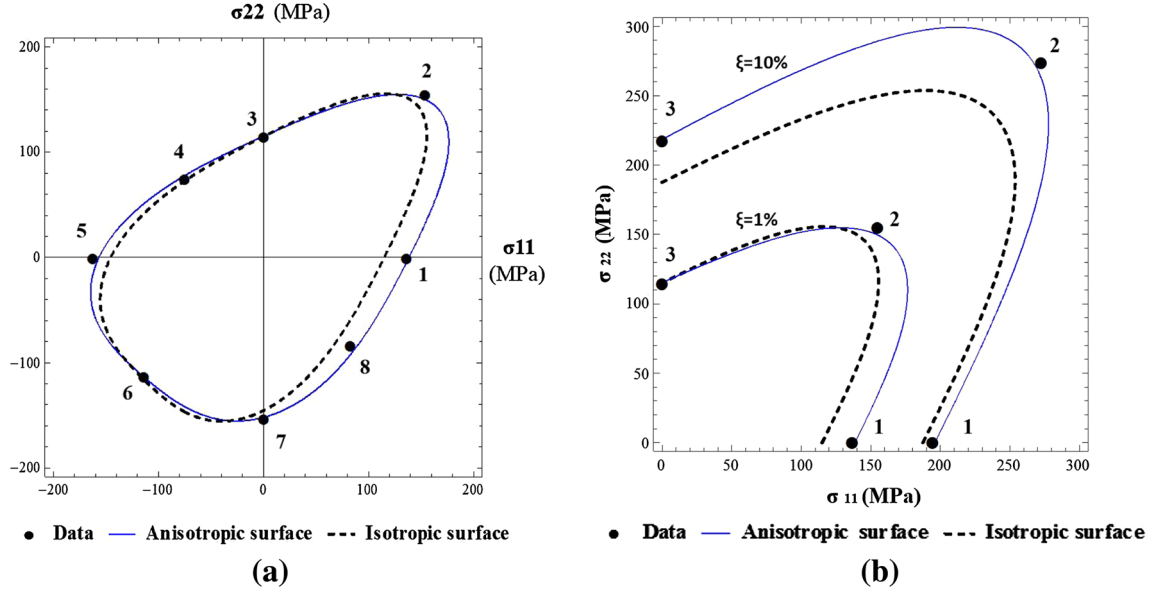 σ22 (MPa)
200
100
0
−100
−200
−200
−100
0
100
200
σ11
(MPa)
1
2
3
4
5
6
7
8
Data
Anisotropic surface
Isotropic surface
(a)
σ 22 (MPa)
300
250
200
150
100
50
0
0
50
100
150
200
250
300
σ 11 (MPa)
ξ=10%
ξ=1%
3
2
1
3
2
1
Data
Anisotropic surface
Isotropic surface
(b)